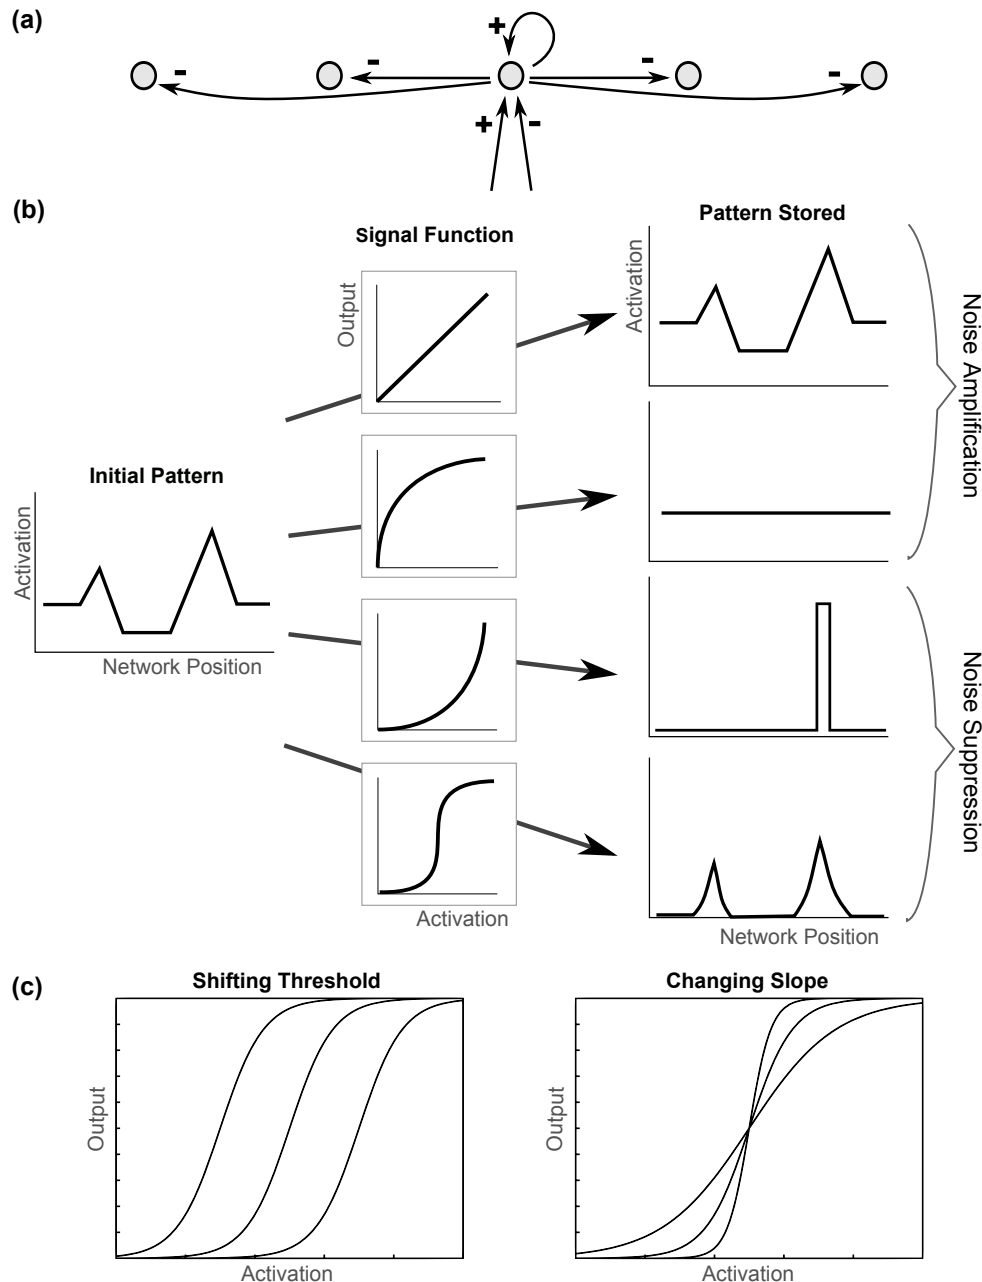 (a)
+
-
-
-
-
+
-
(b)
Signal Function
Pattern Stored
Output
Activation
Noise Amplification
Initial Pattern
Activation
Network Position
Noise Suppression
Activation
Network Position
(c)
Shifting Threshold
Changing Slope
Output
Output
Activation
Activation